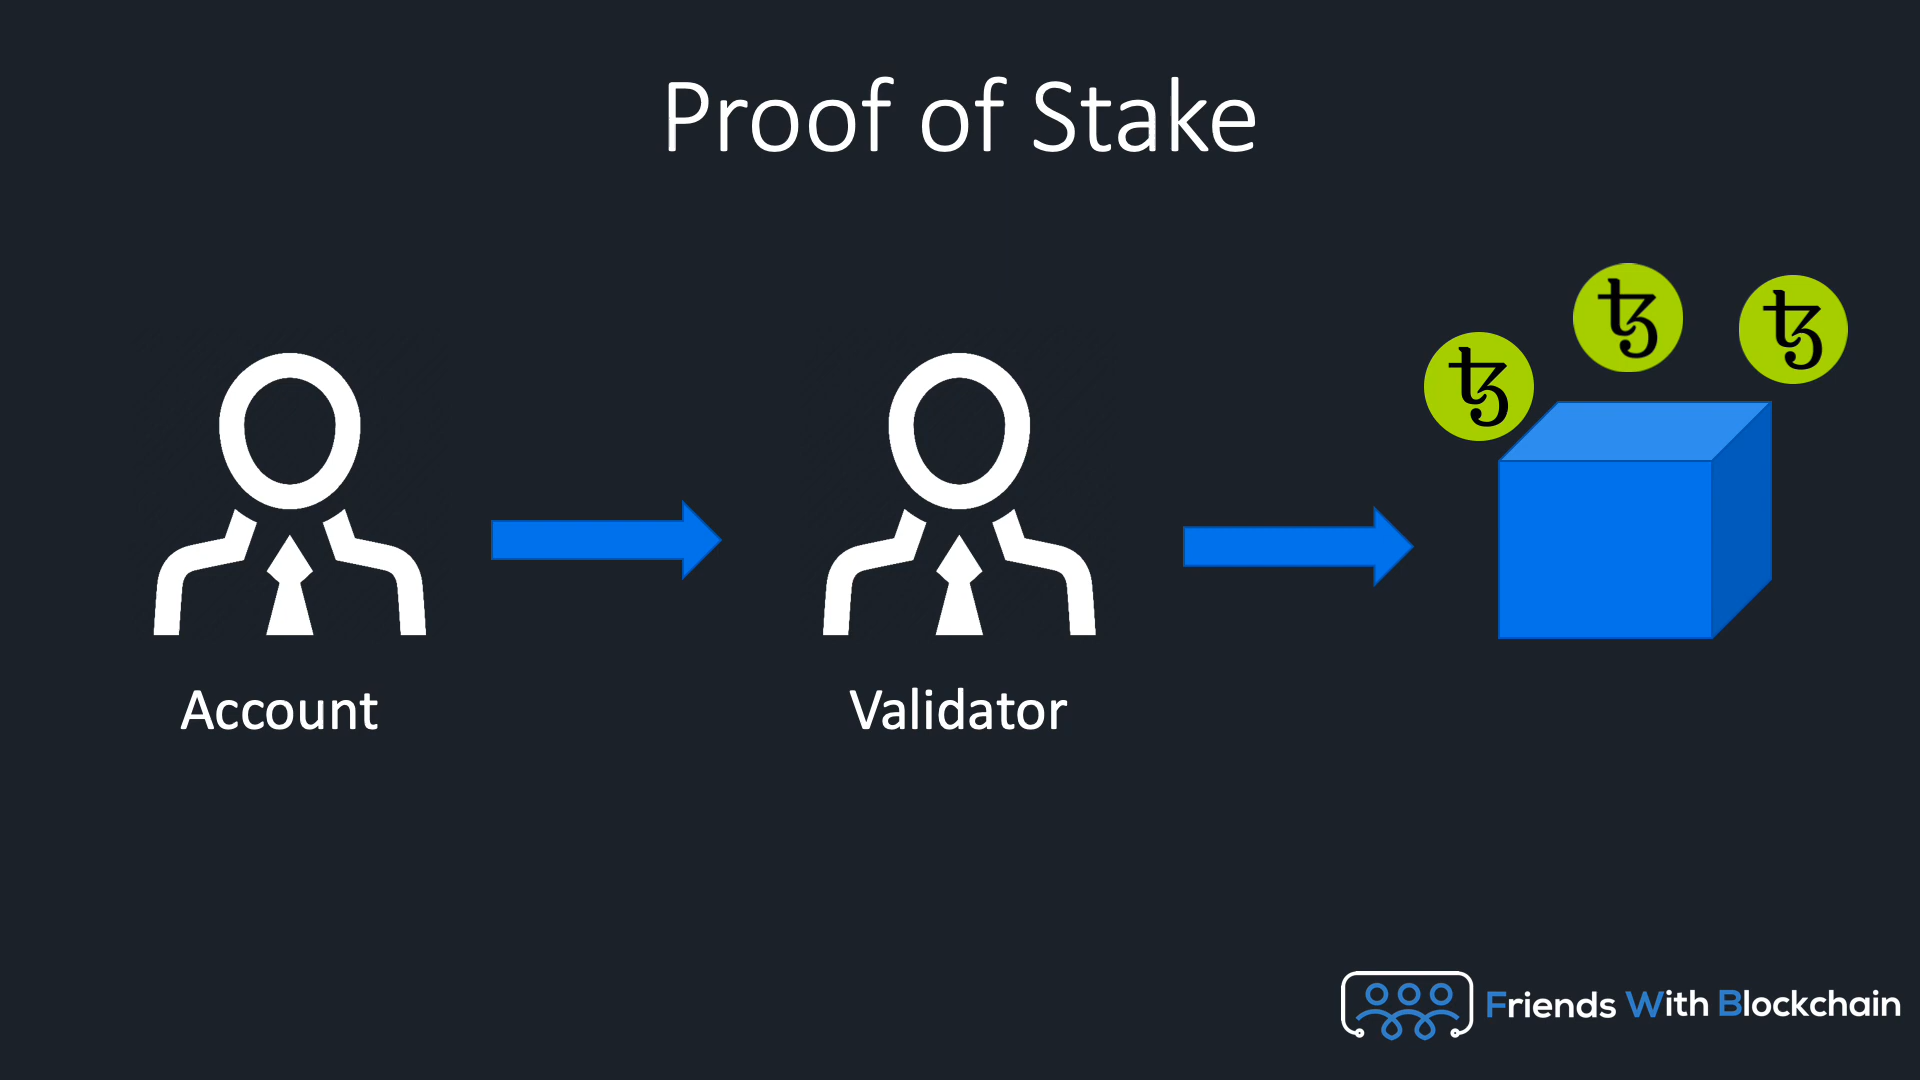 Proof of Stake
ꜩ
ꜩ
ꜩ
Account
Validator
Friends With Blockchain